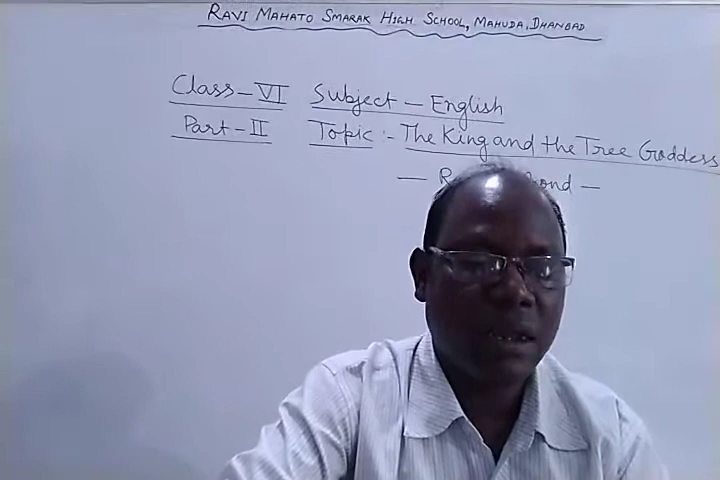 RAVI MAHATO SMARAK HIGH SCHOOL, MAHUDA, DHANBAD
Class - VI Subject - English
Part - II Topic :- The King and the Tree Goddess
— —